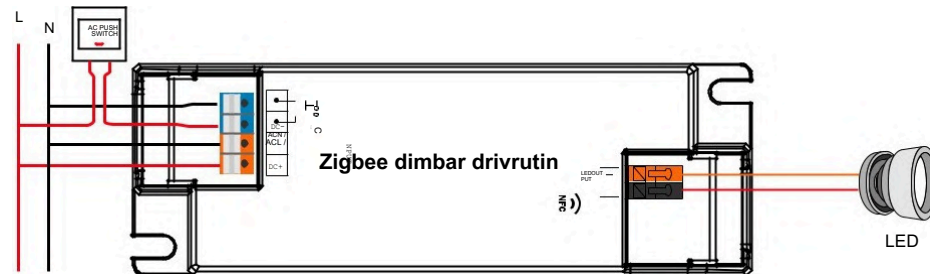 L
N
AC PUSH
SWITCH
DC−
ACN /
ACL /
DC+
C
Zigbee dimbar drivrutin
LEDOUT
PUT
NFC
LED